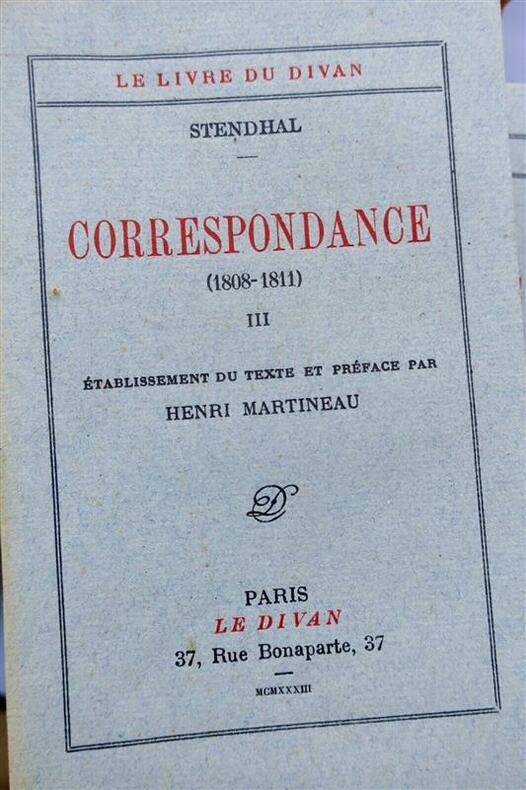 LE LIVRE DU DIVAN
STENDHAL
CORRESPONDANCE
(1808-1811)
III
ÉTABLISSEMENT DU TEXTE ET PRÉFACE PAR
HENRI MARTINEAU
D
PARIS
LE DIVAN
37, Rue Bonaparte, 37
MCMXXXIII